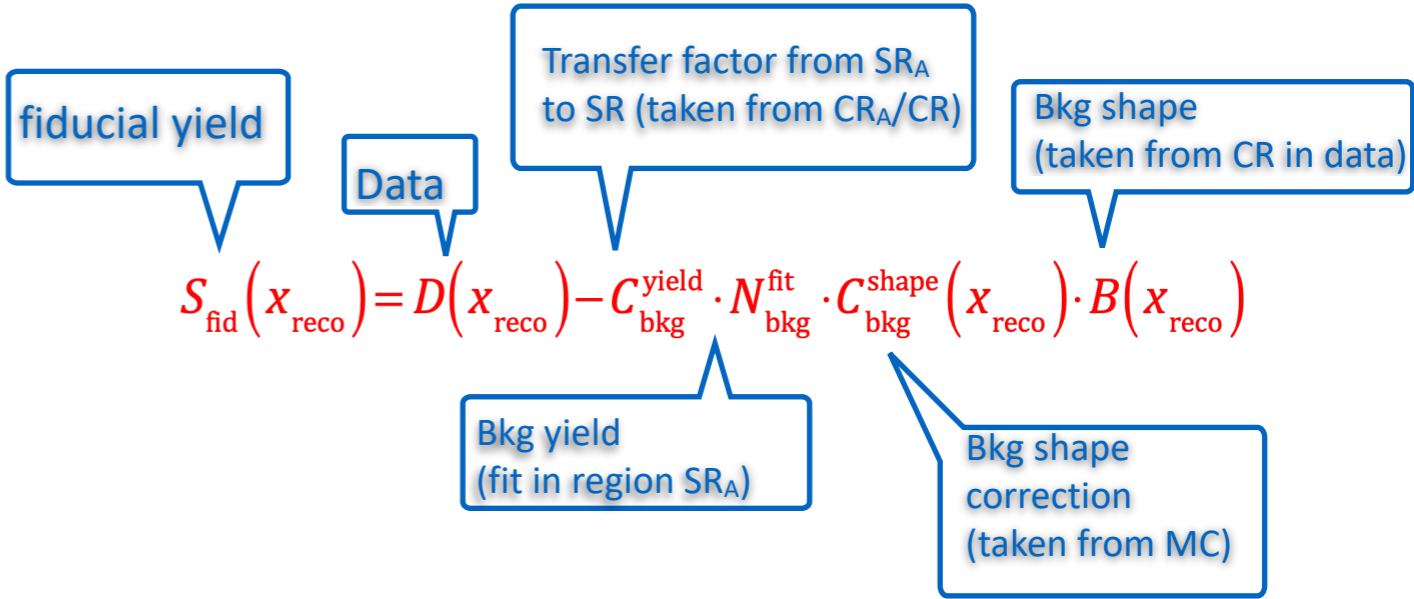 Transfer factor from SR_A
to SR (taken from CR_A/CR)
fiducial yield
Bkg shape
(taken from CR in data)
Data
S_fid(x_reco)=D(x_reco)−C_bkg^yield·N_bkg^fit·C_bkg^shape(x_reco)·B(x_reco)
Bkg yield
(fit in region SR_A)
Bkg shape
correction
(taken from MC)